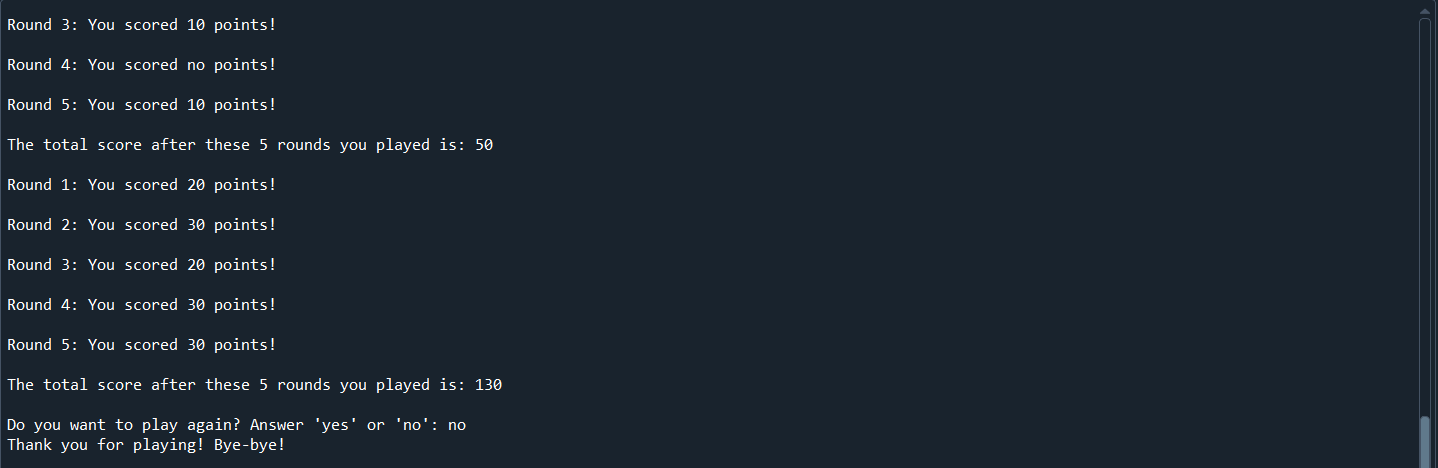 Round 3: You scored 10 points!
Round 4: You scored no points!
Round 5: You scored 10 points!
The total score after these 5 rounds you played is: 50
Round 1: You scored 20 points!
Round 2: You scored 30 points!
Round 3: You scored 20 points!
Round 4: You scored 30 points!
Round 5: You scored 30 points!
The total score after these 5 rounds you played is: 130
Do you want to play again? Answer 'yes' or 'no': no
Thank you for playing! Bye-bye!